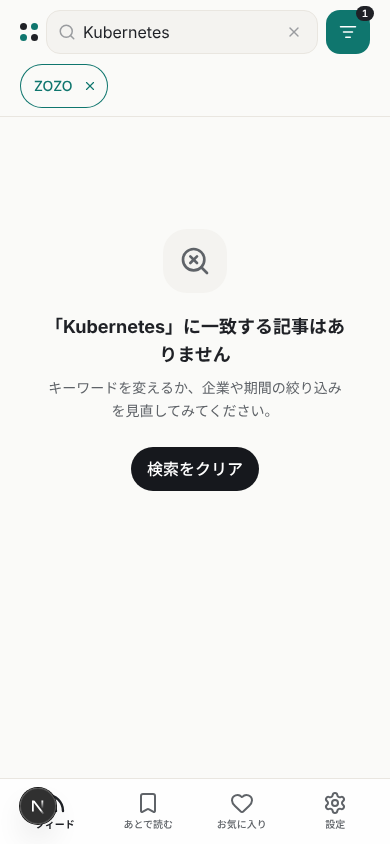 Kubernetes
1
ZOZO
「Kubernetes」に一致する記事はあ
りません
キーワードを変えるか、企業や期間の絞り込み
を見直してみてください。
検索をクリア
N
ィード
あとで読む
お気に入り
設定